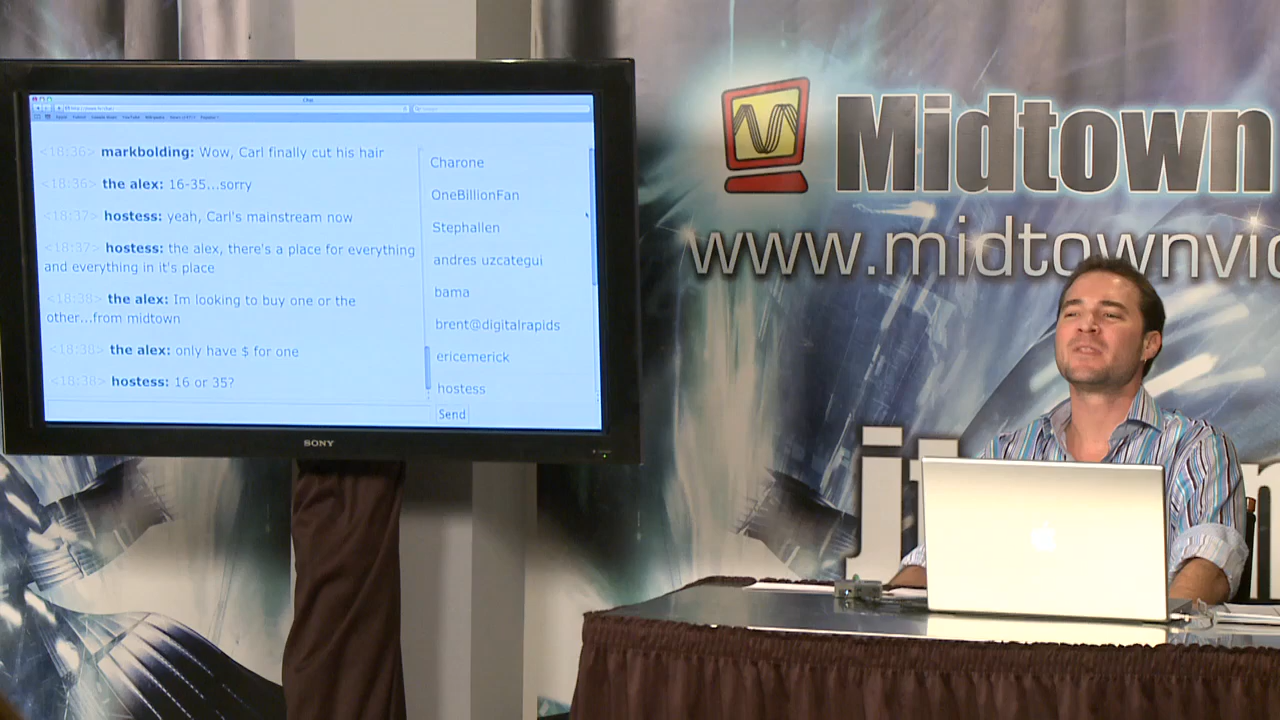 Chat
<18:36> markbolding: Wow, Carl finally cut his hair
<18:36> the alex: 16-35...sorry
<18:37> hostess: yeah, Carl's mainstream now
<18:37> hostess: the alex, there's a place for everything
and everything in it's place
<18:38> the alex: Im looking to buy one or the
other...from midtown
<18:38> the alex: only have $ for one
<18:38> hostess: 16 or 35?
Charone
OneBillionFan
Stephallen
andres uzcategui
bama
brent@digitalrapids
ericemerick
hostess
Send
SONY
Midtown
www.midtownvic